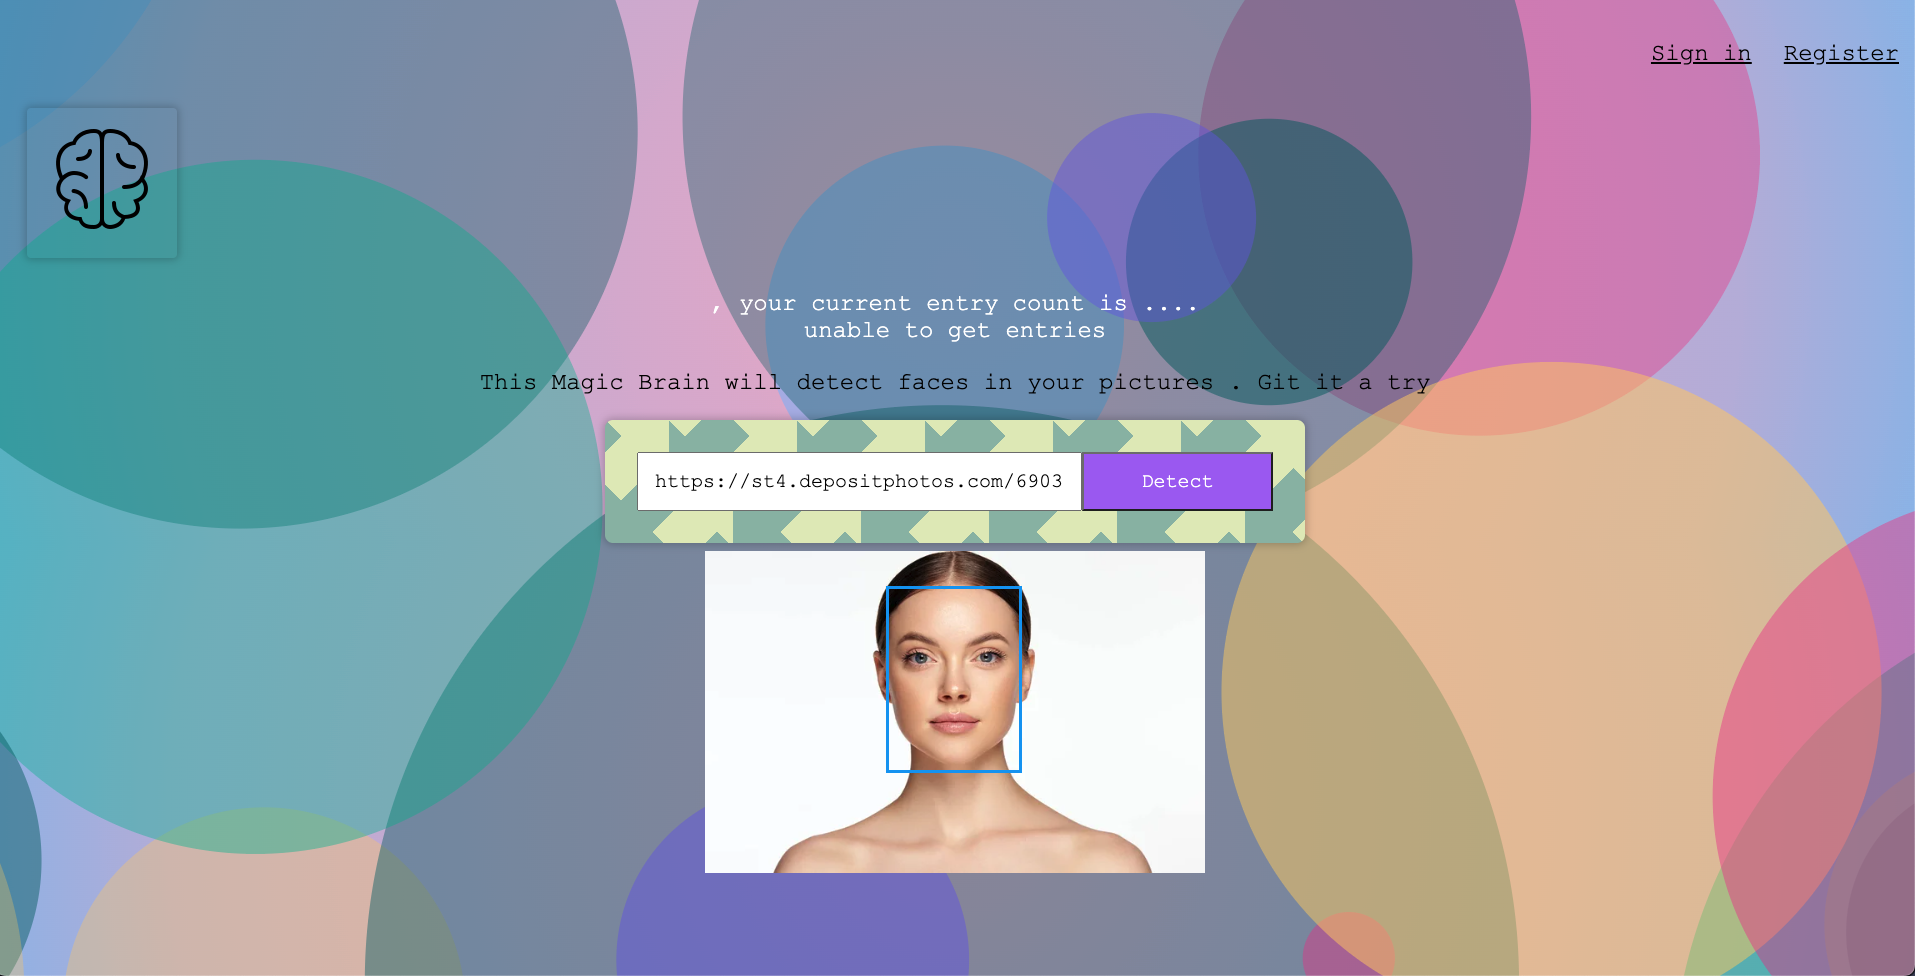 Sign in Register
, your current entry count is ....
unable to get entries
This Magic Brain will detect faces in your pictures . Git it a try
https://st4.depositphotos.com/6903 Detect